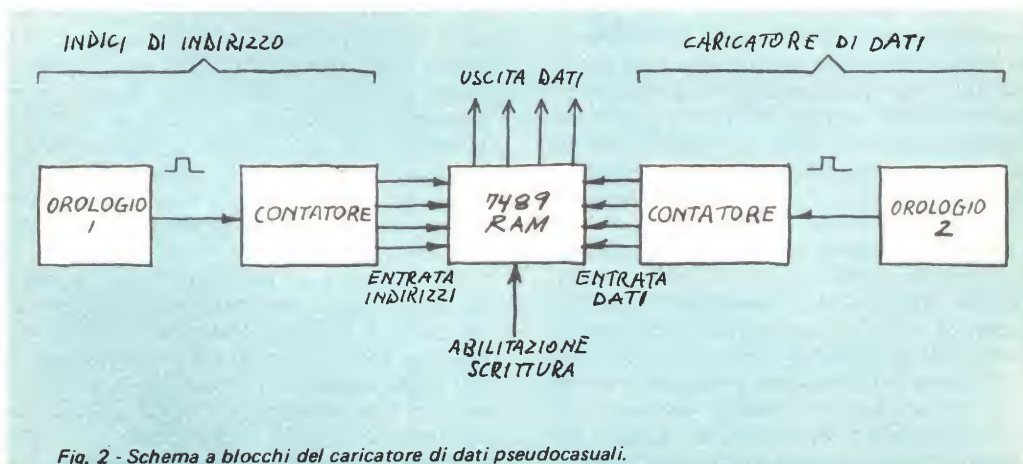 INDICI DI INDIRIZZO
CARICATORE DI DATI
USCITA DATI
OROLOGIO
1
CONTATORE
7489
RAM
CONTATORE
OROLOGIO
2
ENTRATA
INDIRIZZI
ENTRATA
DATI
ABILITAZIONE
SCRITTURA
Fig. 2 - Schema a blocchi del caricatore di dati pseudocasuali.